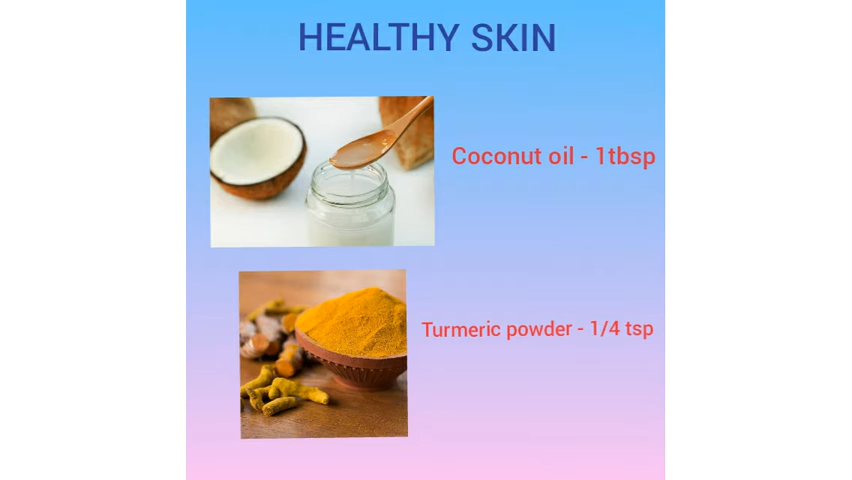 HEALTHY SKIN
Coconut oil - 1tbsp
Turmeric powder - 1/4 tsp